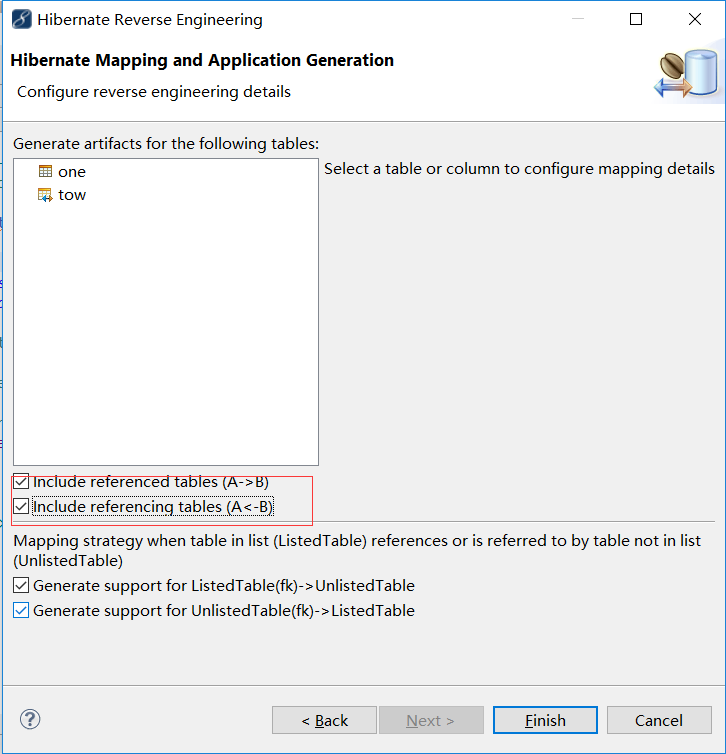 Hibernate Reverse Engineering
Hibernate Mapping and Application Generation
Configure reverse engineering details
Generate artifacts for the following tables:
one
tow
Select a table or column to configure mapping details
Include referenced tables (A->B)
Include referencing tables (A<-B)
Mapping strategy when table in list (ListedTable) references or is referred to by table not in list
(UnlistedTable)
Generate support for ListedTable(fk)->UnlistedTable
Generate support for UnlistedTable(fk)->ListedTable
?
< Back
Next >
Finish
Cancel